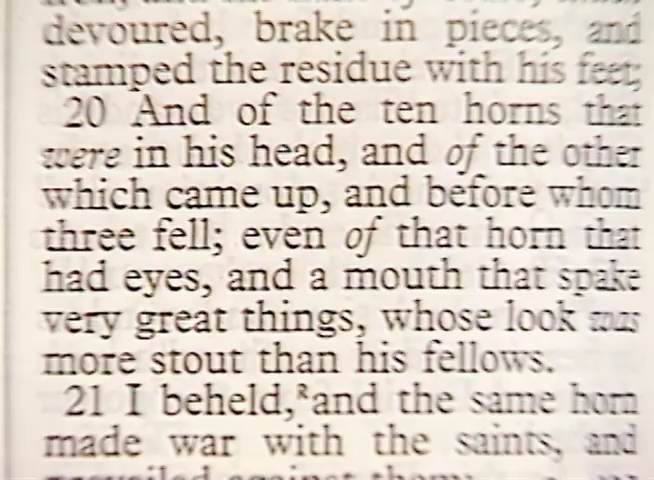 devoured, brake in pieces, and
stamped the residue with his feet;
20 And of the ten horns that
were in his head, and of the other
which came up, and before whom
three fell; even of that horn that
had eyes, and a mouth that spake
very great things, whose look was
more stout than his fellows.
21 I beheld, and the same horn
made war with the saints, and
against them;